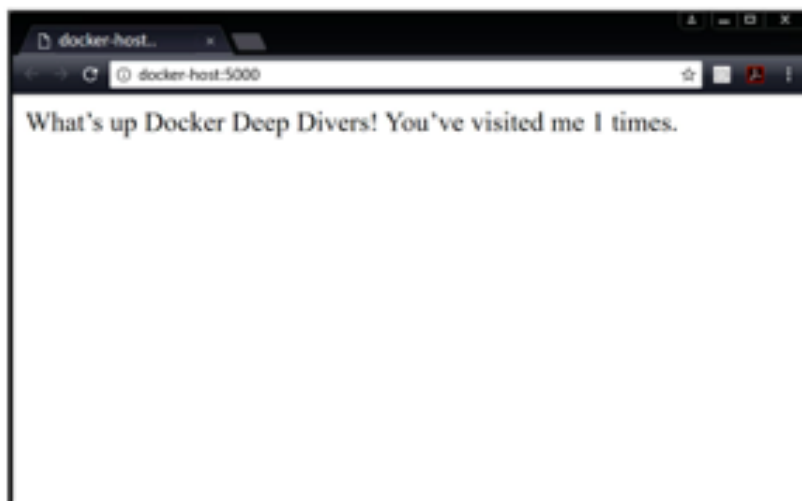 docker-host..
docker-host:5000
What's up Docker Deep Divers! You've visited me 1 times.